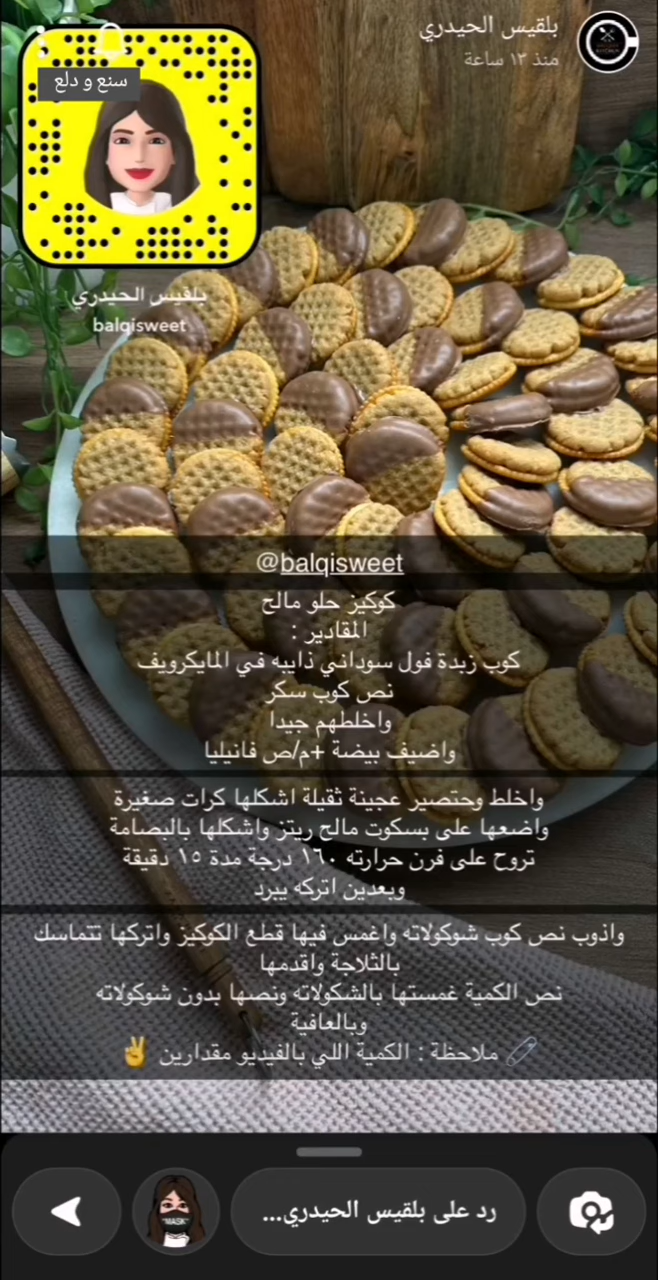 بلقيس الحيدري
منذ ١٣ ساعة
سنع و دلع
بلقيس الحيدري
balqisweet
@balqisweet
كوكيز حلو مالح
المقادير :
كوب زبدة فول سوداني ذايبه في المايكرويف
نص كوب سكر
واخلطهم جيدا
واضيف بيضة +م/ص فانيليا
واخلط وحتصير عجينة ثقيلة اشكلها كرات صغيرة
واضعها على بسكوت مالح ريتز واشكلها بالبصامة
تروح على فرن حرارته ١٦٠ درجة مدة ١٥ دقيقة
وبعدين اتركه يبرد
واذوب نص كوب شوكولاته واغمس فيها قطع الكوكيز واتركها تتماسك
بالثلاجة واقدمها
نص الكمية غمستها بالشكولاته ونصها بدون شوكولاته
وبالعافية
ملاحظة : الكمية اللي بالفيديو مقدارين ✌
رد على بلقيس الحيدري...
"MASK"